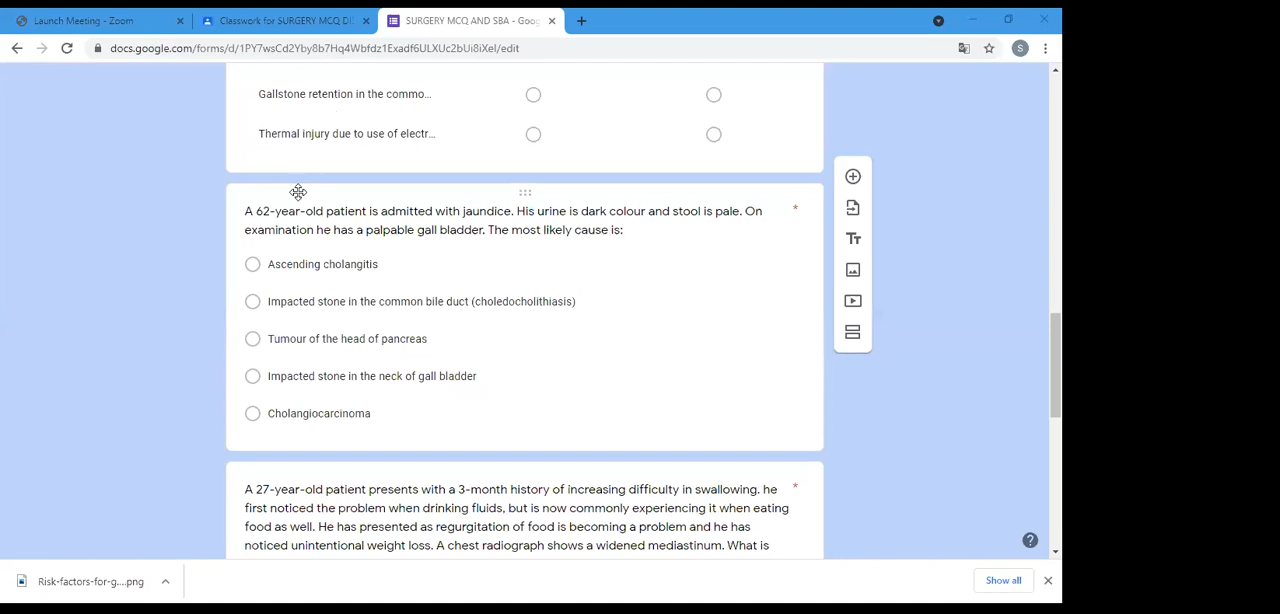 Launch Meeting - Zoom
Classwork for SURGERY MCQ DI
SURGERY MCQ AND SBA - Goog
docs.google.com/forms/d/1PY7wsCd2Yby8b7Hq4Wbfdz1Exadf6ULXUc2bUi8iXeI/edit
S
Gallstone retention in the commo...
Thermal injury due to use of electr...
A 62-year-old patient is admitted with jaundice. His urine is dark colour and stool is pale. On *
examination he has a palpable gall bladder. The most likely cause is:
Ascending cholangitis
Impacted stone in the common bile duct (choledocholithiasis)
Tumour of the head of pancreas
Impacted stone in the neck of gall bladder
Cholangiocarcinoma
A 27-year-old patient presents with a 3-month history of increasing difficulty in swallowing. he *
first noticed the problem when drinking fluids, but is now commonly experiencing it when eating
food as well. He has presented as regurgitation of food is becoming a problem and he has
noticed unintentional weight loss. A chest radiograph shows a widened mediastinum. What is
Tт
Risk-factors-for-g....png
Show all